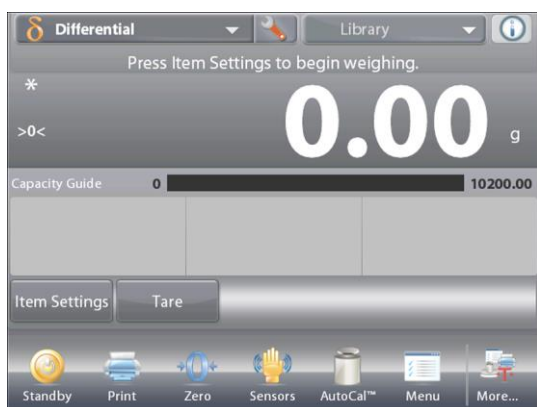 δ Differential Library
Press Item Settings to begin weighing.
*
>0<
0.00 g
Capacity Guide 0 10200.00
Item Settings Tare
Standby Print Zero Sensors AutoCal™ Menu More...